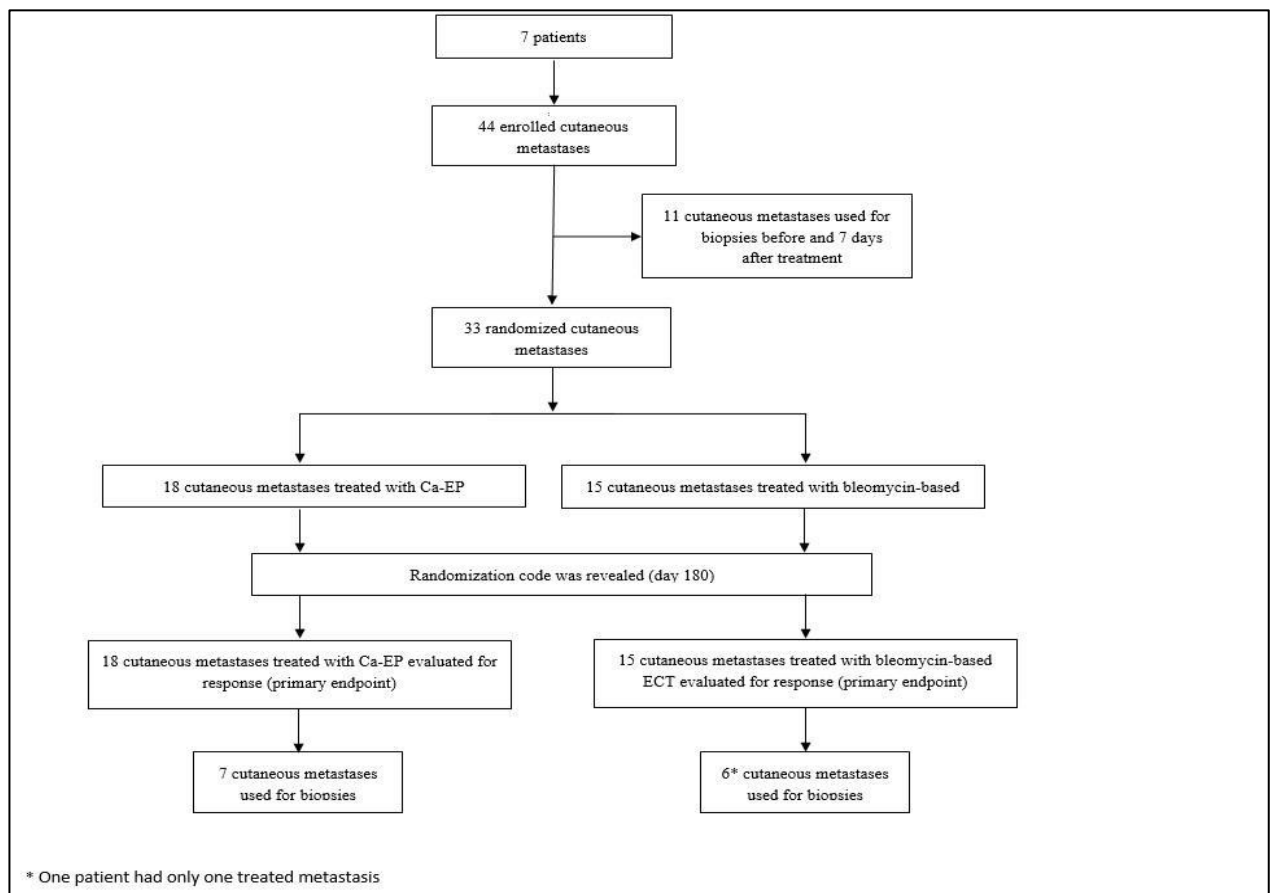 7 patients
44 enrolled cutaneous
metastases
11 cutaneous metastases used for
biopsies before and 7 days
after treatment
33 randomized cutaneous
metastases
18 cutaneous metastases treated with Ca-EP
15 cutaneous metastases treated with bleomycin-based
Randomization code was revealed (day 180)
18 cutaneous metastases treated with Ca-EP evaluated for
response (primary endpoint)
15 cutaneous metastases treated with bleomycin-based
ECT evaluated for response (primary endpoint)
7 cutaneous metastases
used for biopsies
6* cutaneous metastases
used for biopsies
* One patient had only one treated metastasis